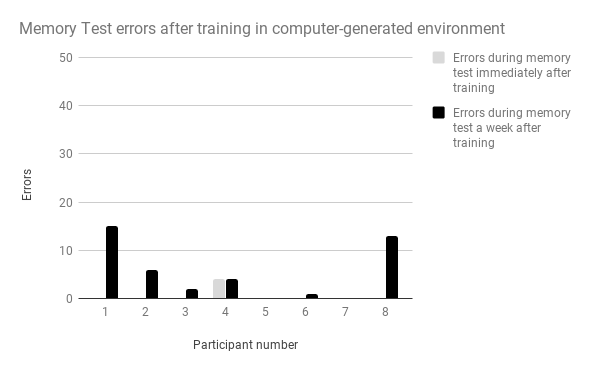 Memory Test errors after training in computer-generated environment
50
40
30
20
10
0
Errors
1 2 3 4 5 6 7 8
Participant number
Errors during memory
test immediately after
training
Errors during memory
test a week after
training